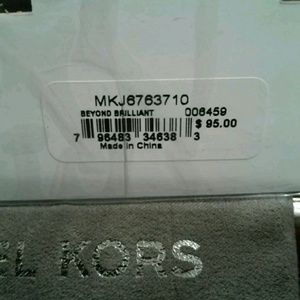 MKJ6763710
BEYOND BRILLIANT 006459
$ 95.00
7 96483 34638 3
Made in China
EL KORS